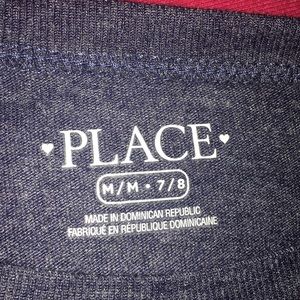 PLACE
M/M • 7/8
MADE IN DOMINICAN REPUBLIC
FABRIQUÉ EN RÉPUBLIQUE DOMINICAINE